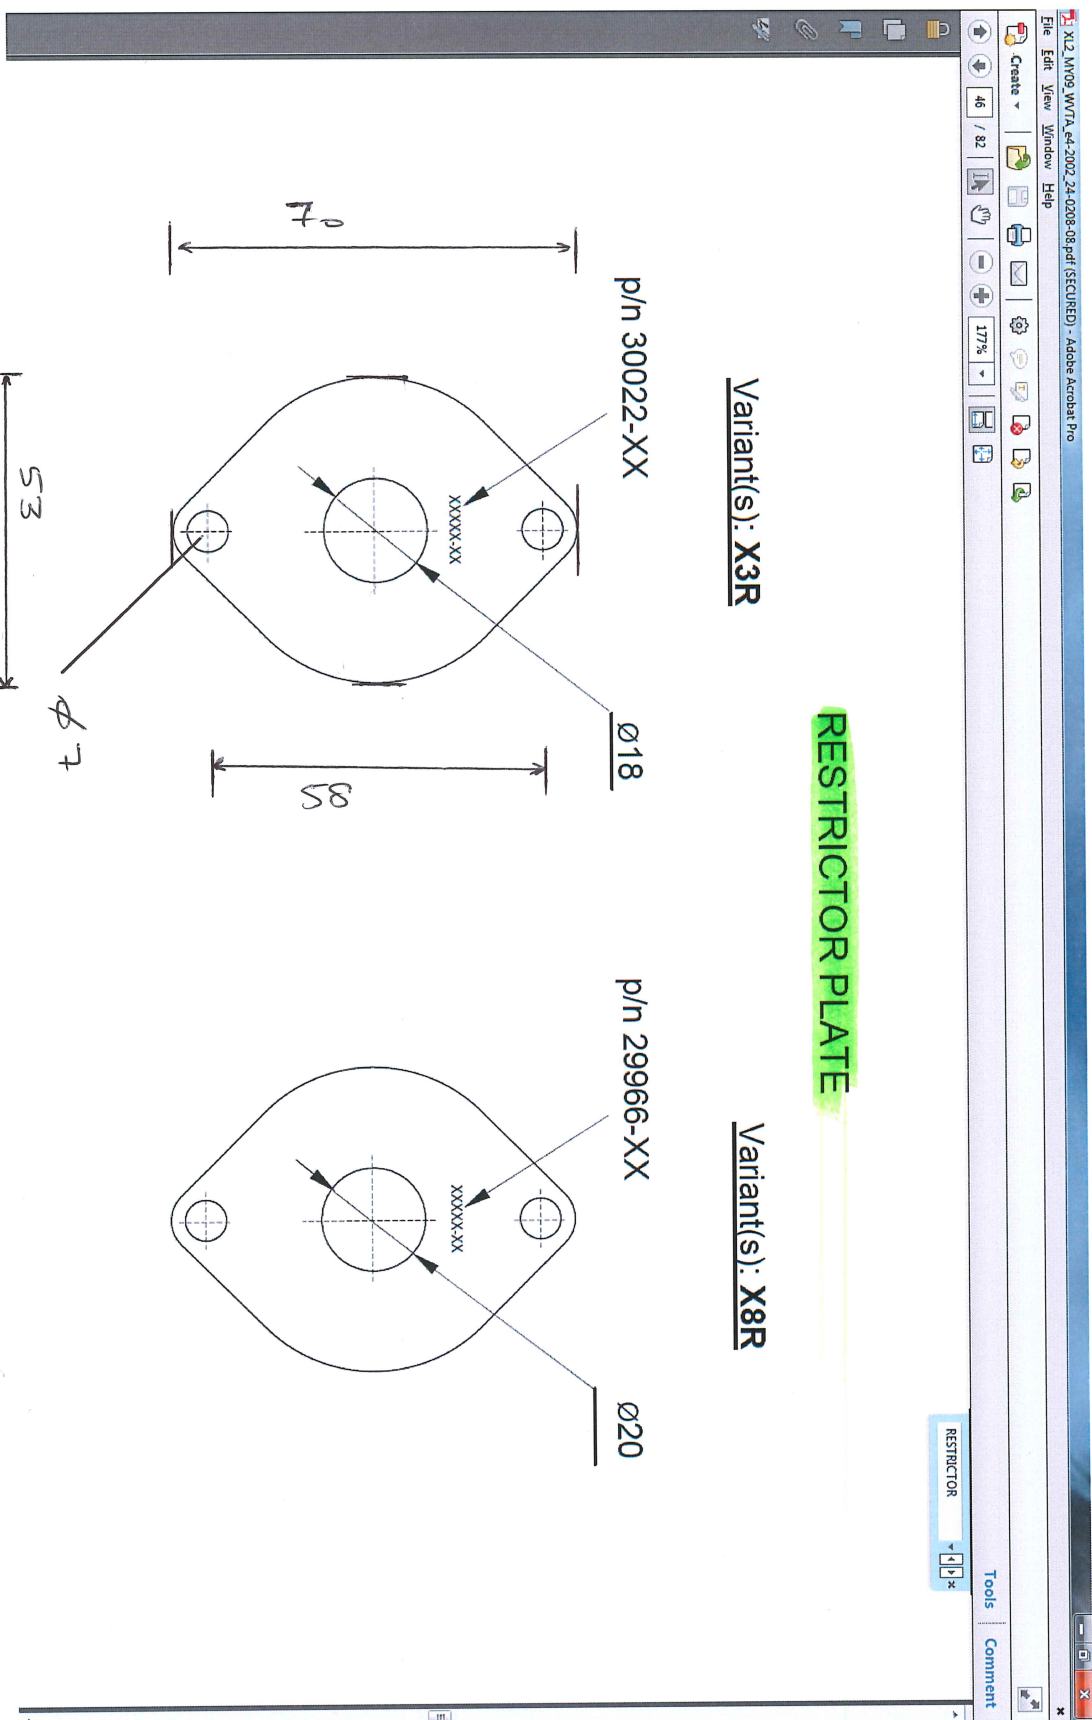 XL2_MY09_WVTA_e4-2002_24-0208-08.pdf (SECURED) - Adobe Acrobat Pro
File Edit View Window Help
Create
46 / 82
177%
Tools
Comment
RESTRICTOR
RESTRICTOR PLATE
Variant(s): X3R
Variant(s): X8R
p/n 30022-XX
Ø18
p/n 29966-XX
Ø20
XXXXX-XX
XXXXX-XX
70
58
53
Ø7